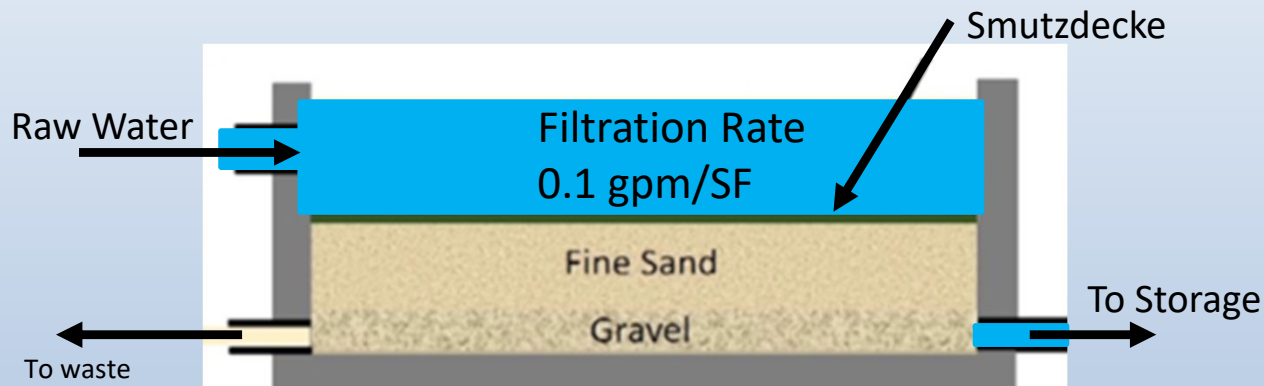 Smutzdecke
Raw Water
Filtration Rate
0.1 gpm/SF
Fine Sand
Gravel
To Storage
To waste